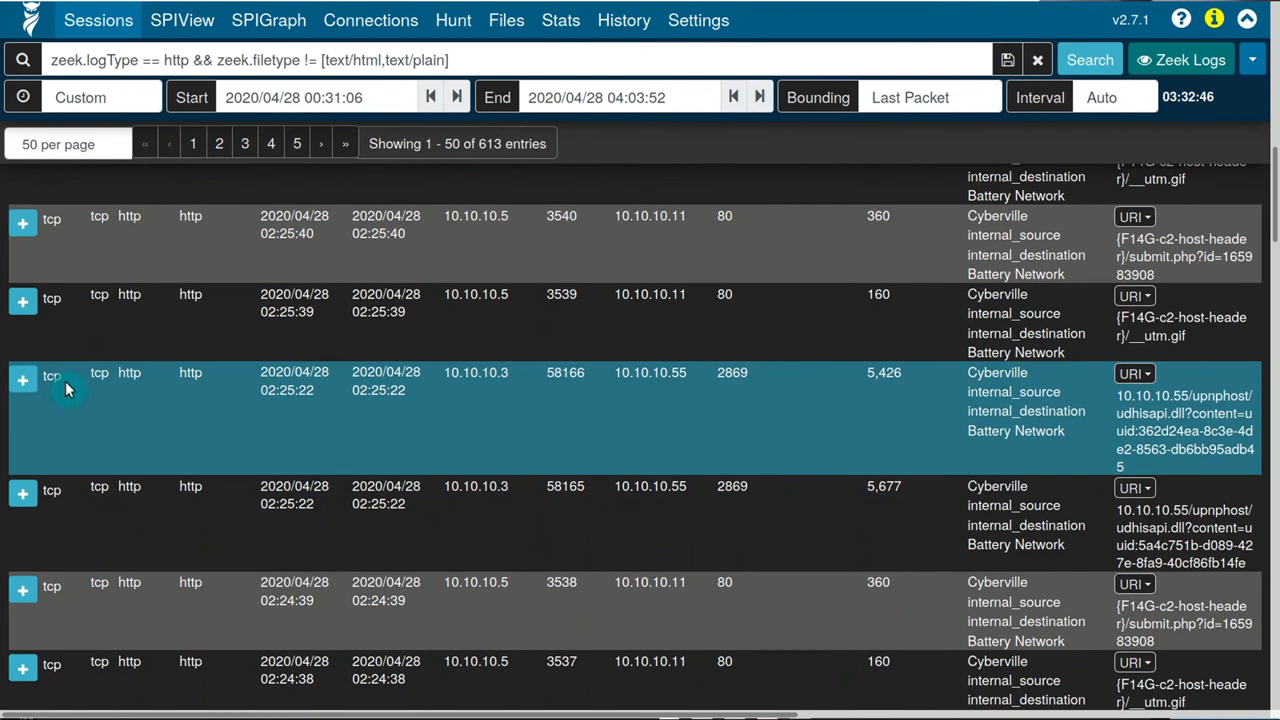 Sessions SPIView SPIGraph Connections Hunt Files Stats History Settings v2.7.1
zeek.logType == http && zeek.filetype != [text/html,text/plain] Search Zeek Logs
Custom Start 2020/04/28 00:31:06 End 2020/04/28 04:03:52 Bounding Last Packet Interval Auto 03:32:46
50 per page « ‹ 1 2 3 4 5 › » Showing 1 - 50 of 613 entries
internal_destination r}/__utm.gif
Battery Network
tcp tcp http http 2020/04/28 2020/04/28 10.10.10.5 3540 10.10.10.11 80 360 Cyberville URI
02:25:40 02:25:40 internal_source {F14G-c2-host-heade
internal_destination r}/submit.php?id=1659
Battery Network 83908
tcp tcp http http 2020/04/28 2020/04/28 10.10.10.5 3539 10.10.10.11 80 160 Cyberville URI
02:25:39 02:25:39 internal_source {F14G-c2-host-heade
internal_destination r}/__utm.gif
Battery Network
tcp tcp http http 2020/04/28 2020/04/28 10.10.10.3 58166 10.10.10.55 2869 5,426 Cyberville URI
02:25:22 02:25:22 internal_source 10.10.10.55/upnphost/
internal_destination udhisapi.dll?content=u
Battery Network uid:362d24ea-8c3e-4d
e2-8563-db6bb95adb4
5
tcp tcp http http 2020/04/28 2020/04/28 10.10.10.3 58165 10.10.10.55 2869 5,677 Cyberville URI
02:25:22 02:25:22 internal_source 10.10.10.55/upnphost/
internal_destination udhisapi.dll?content=u
Battery Network uid:5a4c751b-d089-42
7e-8fa9-40cf86fb14fe
tcp tcp http http 2020/04/28 2020/04/28 10.10.10.5 3538 10.10.10.11 80 360 Cyberville URI
02:24:39 02:24:39 internal_source {F14G-c2-host-heade
internal_destination r}/submit.php?id=1659
Battery Network 83908
tcp tcp http http 2020/04/28 2020/04/28 10.10.10.5 3537 10.10.10.11 80 160 Cyberville URI
02:24:38 02:24:38 internal_source {F14G-c2-host-heade
internal_destination r}/__utm.gif